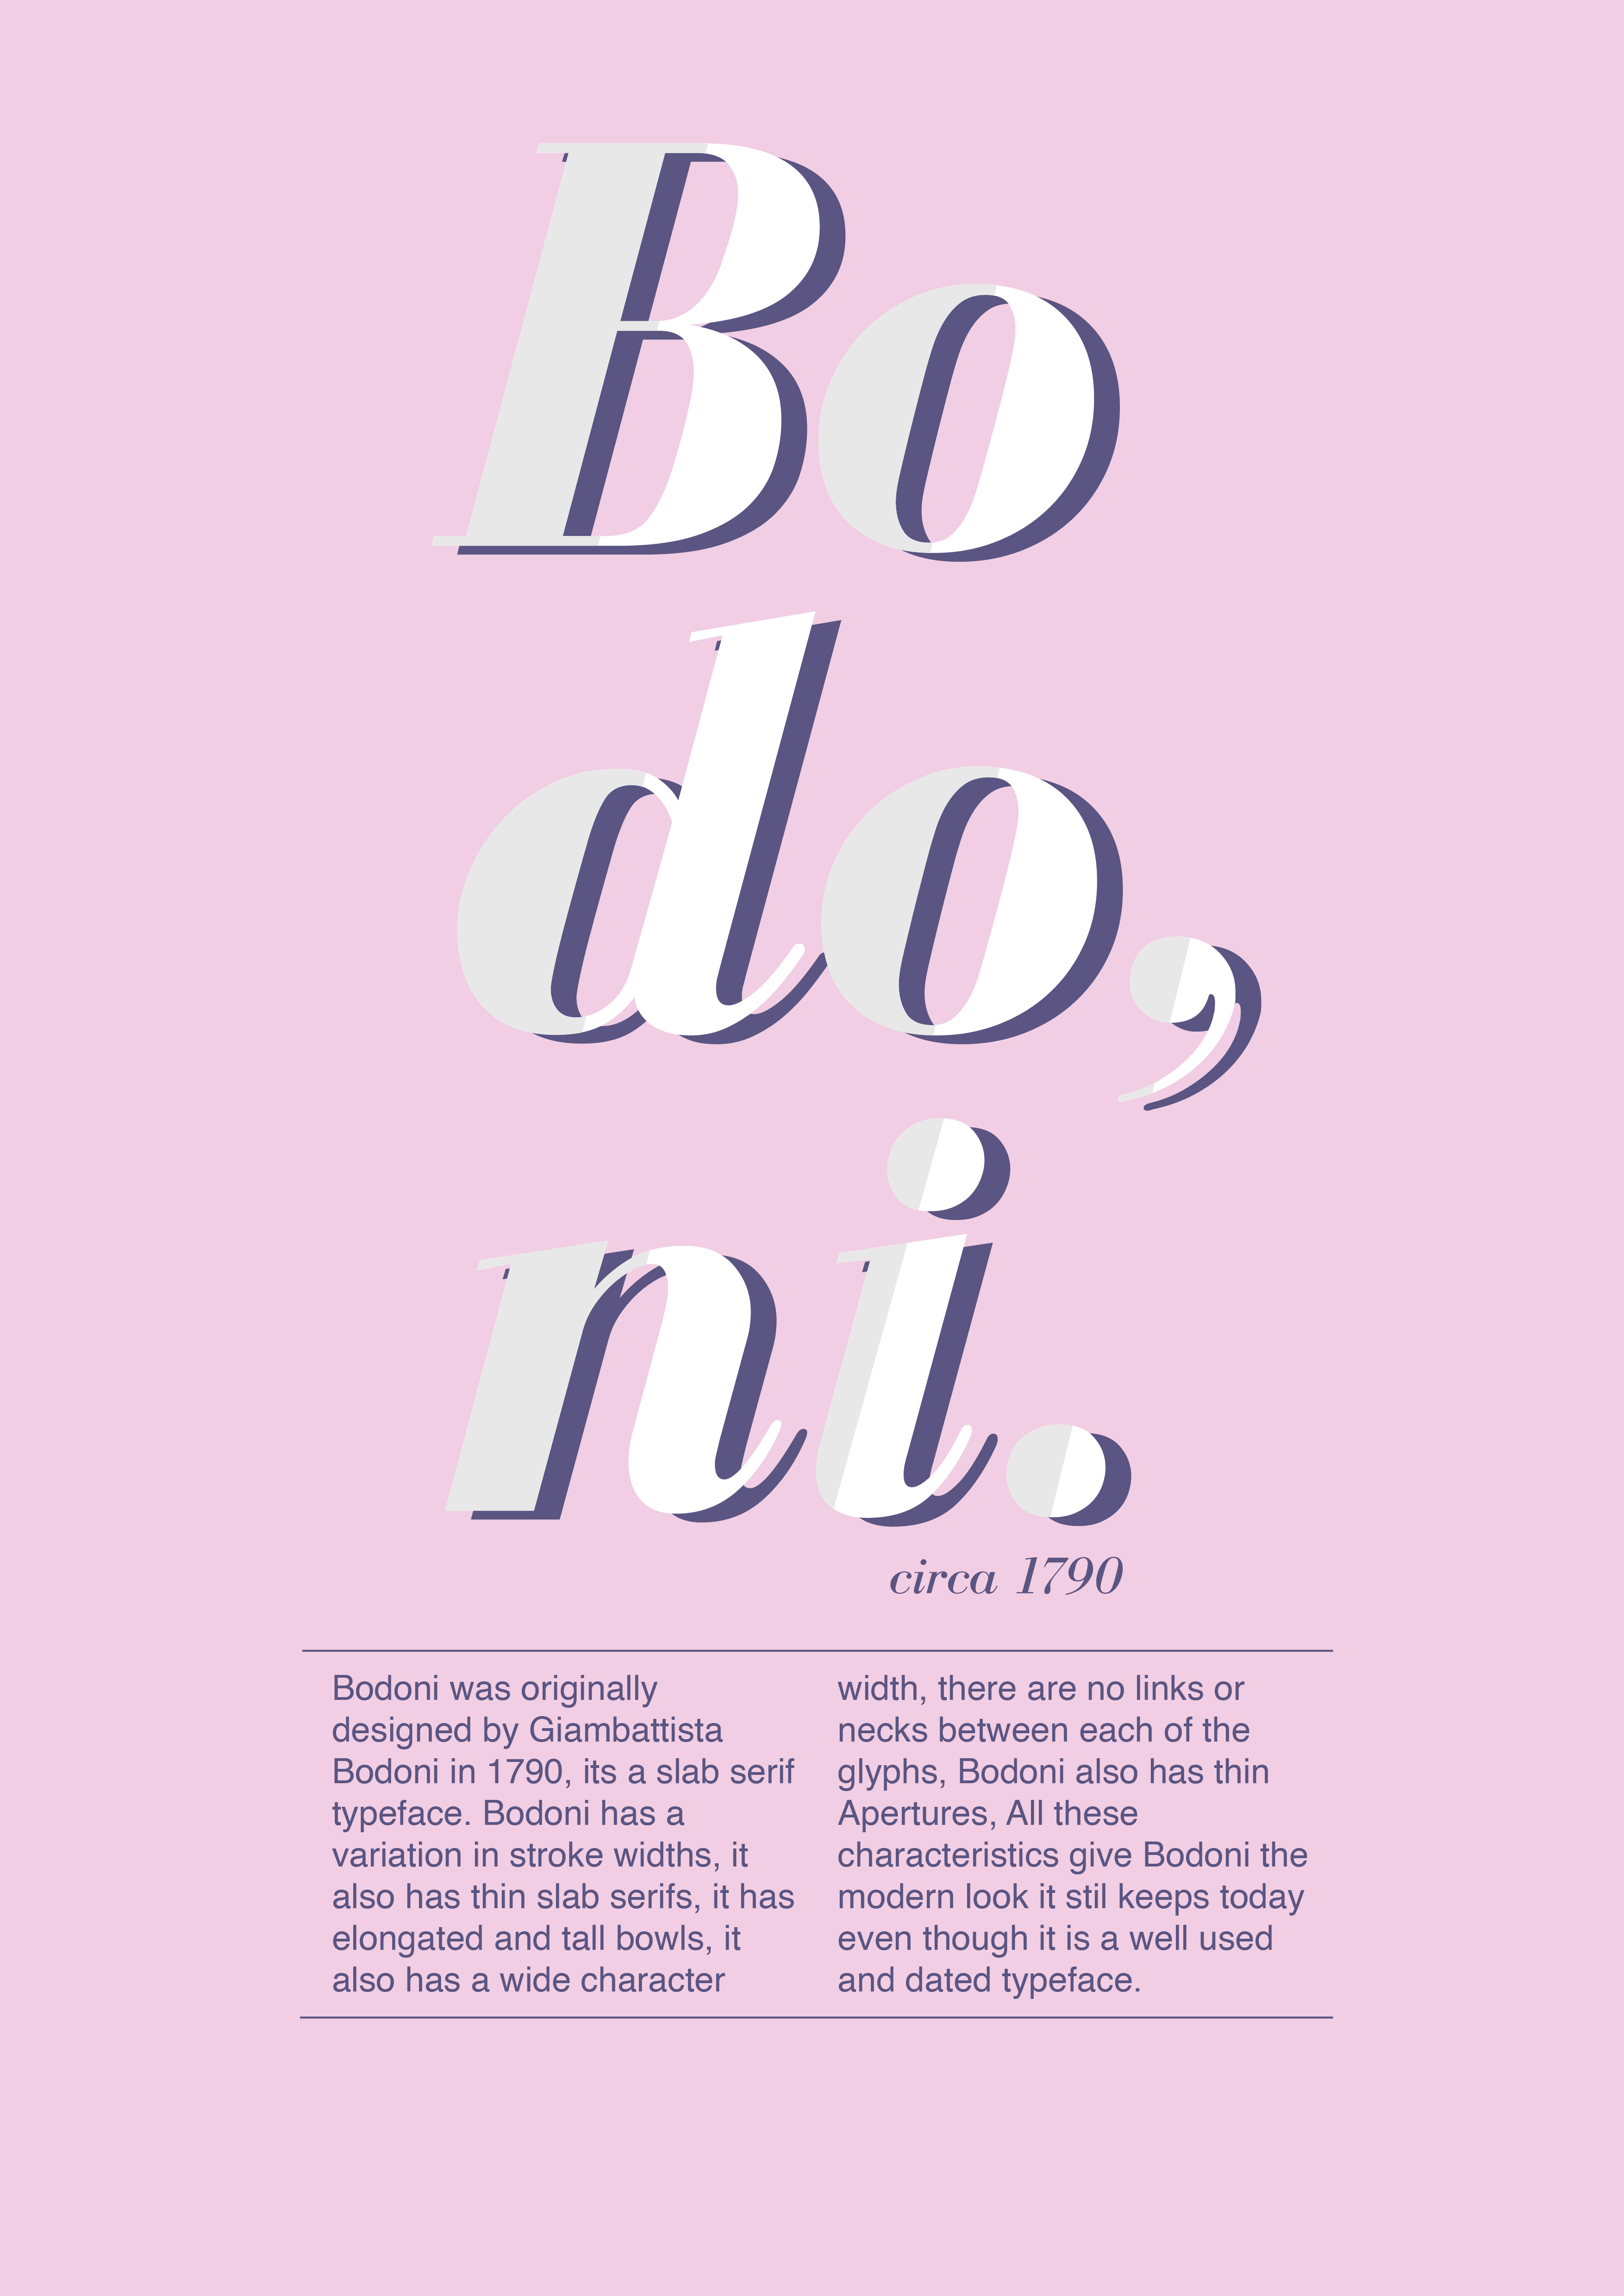 Bo
do,
ni.
circa 1790
Bodoni was originally
designed by Giambattista
Bodoni in 1790, its a slab serif
typeface. Bodoni has a
variation in stroke widths, it
also has thin slab serifs, it has
elongated and tall bowls, it
also has a wide character
width, there are no links or
necks between each of the
glyphs, Bodoni also has thin
Apertures, All these
characteristics give Bodoni the
modern look it stil keeps today
even though it is a well used
and dated typeface.